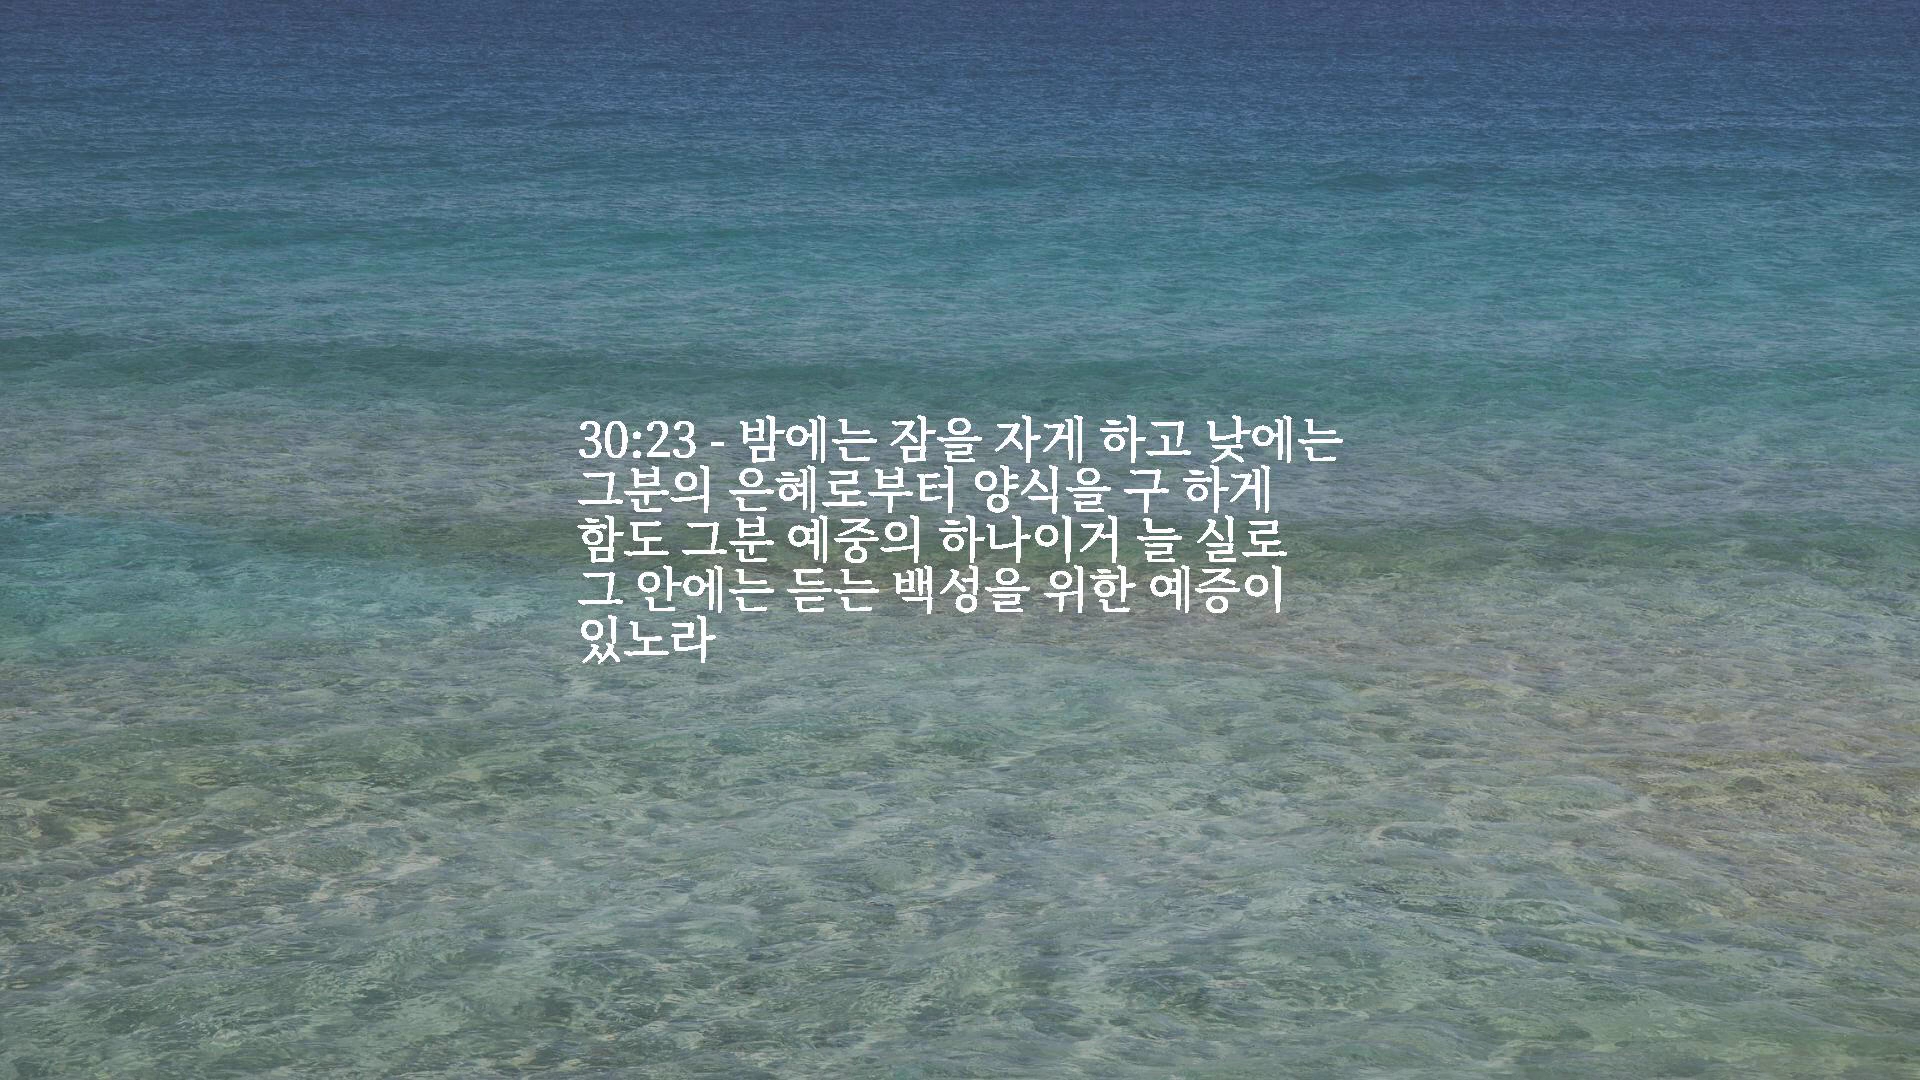 30:23 - 밤에는 잠을 자게 하고 낮에는
그분의 은혜로부터 양식을 구 하게
함도 그분 예중의 하나이거 늘 실로
그 안에는 듣는 백성을 위한 예증이
있노라